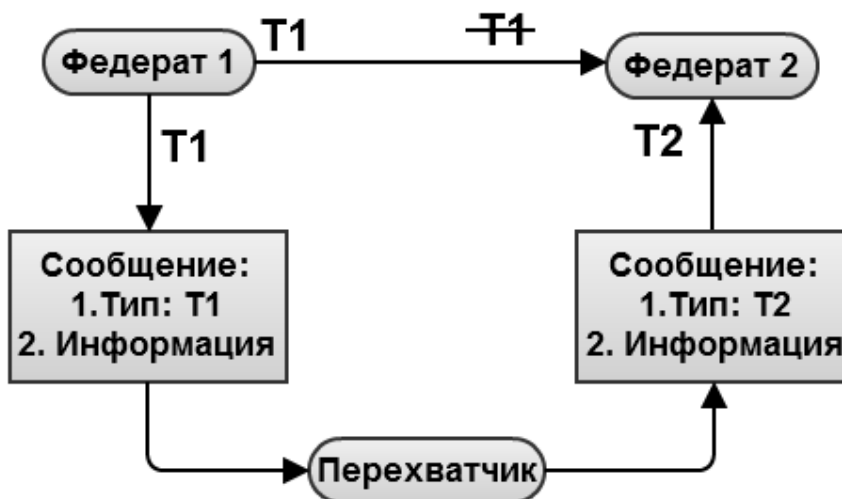 Федерат 1
T1
T1
Федерат 2
T1
T2
Сообщение:
1.Тип: T1
2. Информация
Сообщение:
1.Тип: T2
2. Информация
Перехватчик